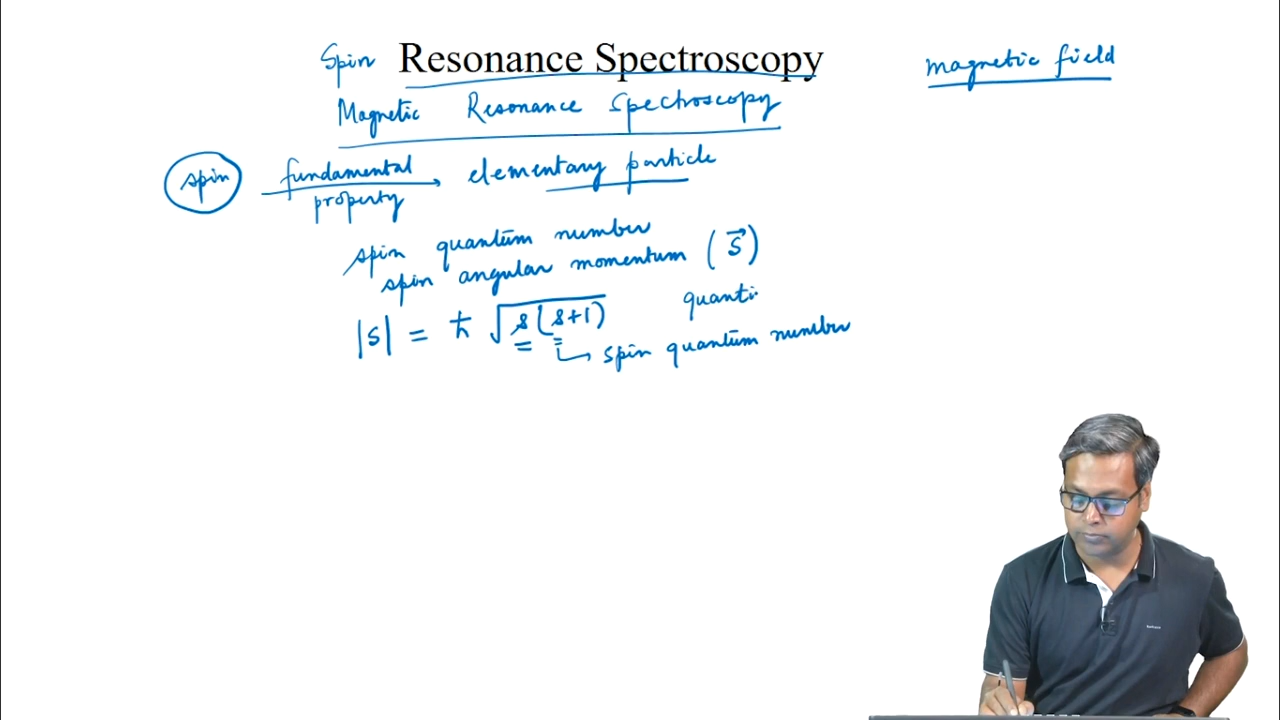 Spin Resonance Spectroscopy
magnetic field
Magnetic Resonance Spectroscopy
spin fundamental property → elementary particle
spin quantum number
spin angular momentum (S⃗)
|S| = ℏ √s(s+1)
quanti
↳ spin quantum number